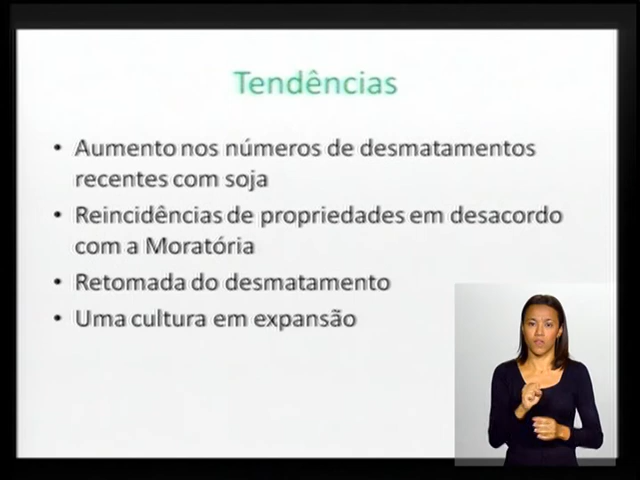 Tendências
• Aumento nos números de desmatamentos
recentes com soja
• Reincidências de propriedades em desacordo
com a Moratória
• Retomada do desmatamento
• Uma cultura em expansão